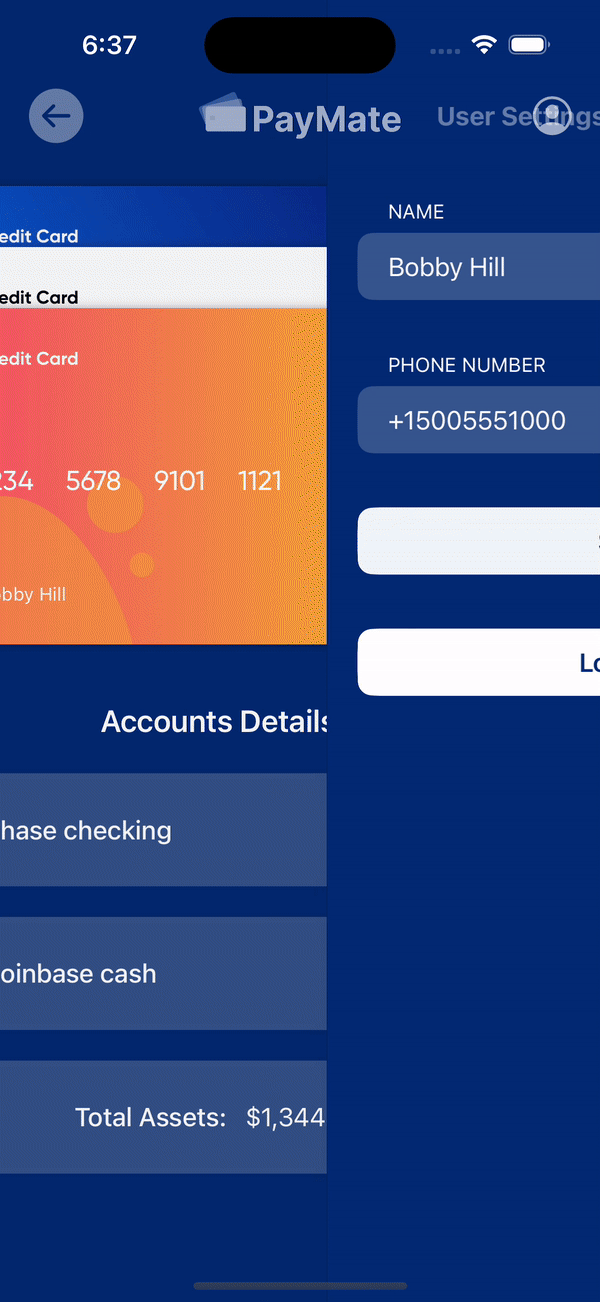 6:37
PayMate
User Settings
edit Card
edit Card
edit Card
234 5678 9101 1121
obby Hill
Accounts Details
hase checking
oinbase cash
Total Assets: $1,344
NAME
Bobby Hill
PHONE NUMBER
+15005551000
Lo